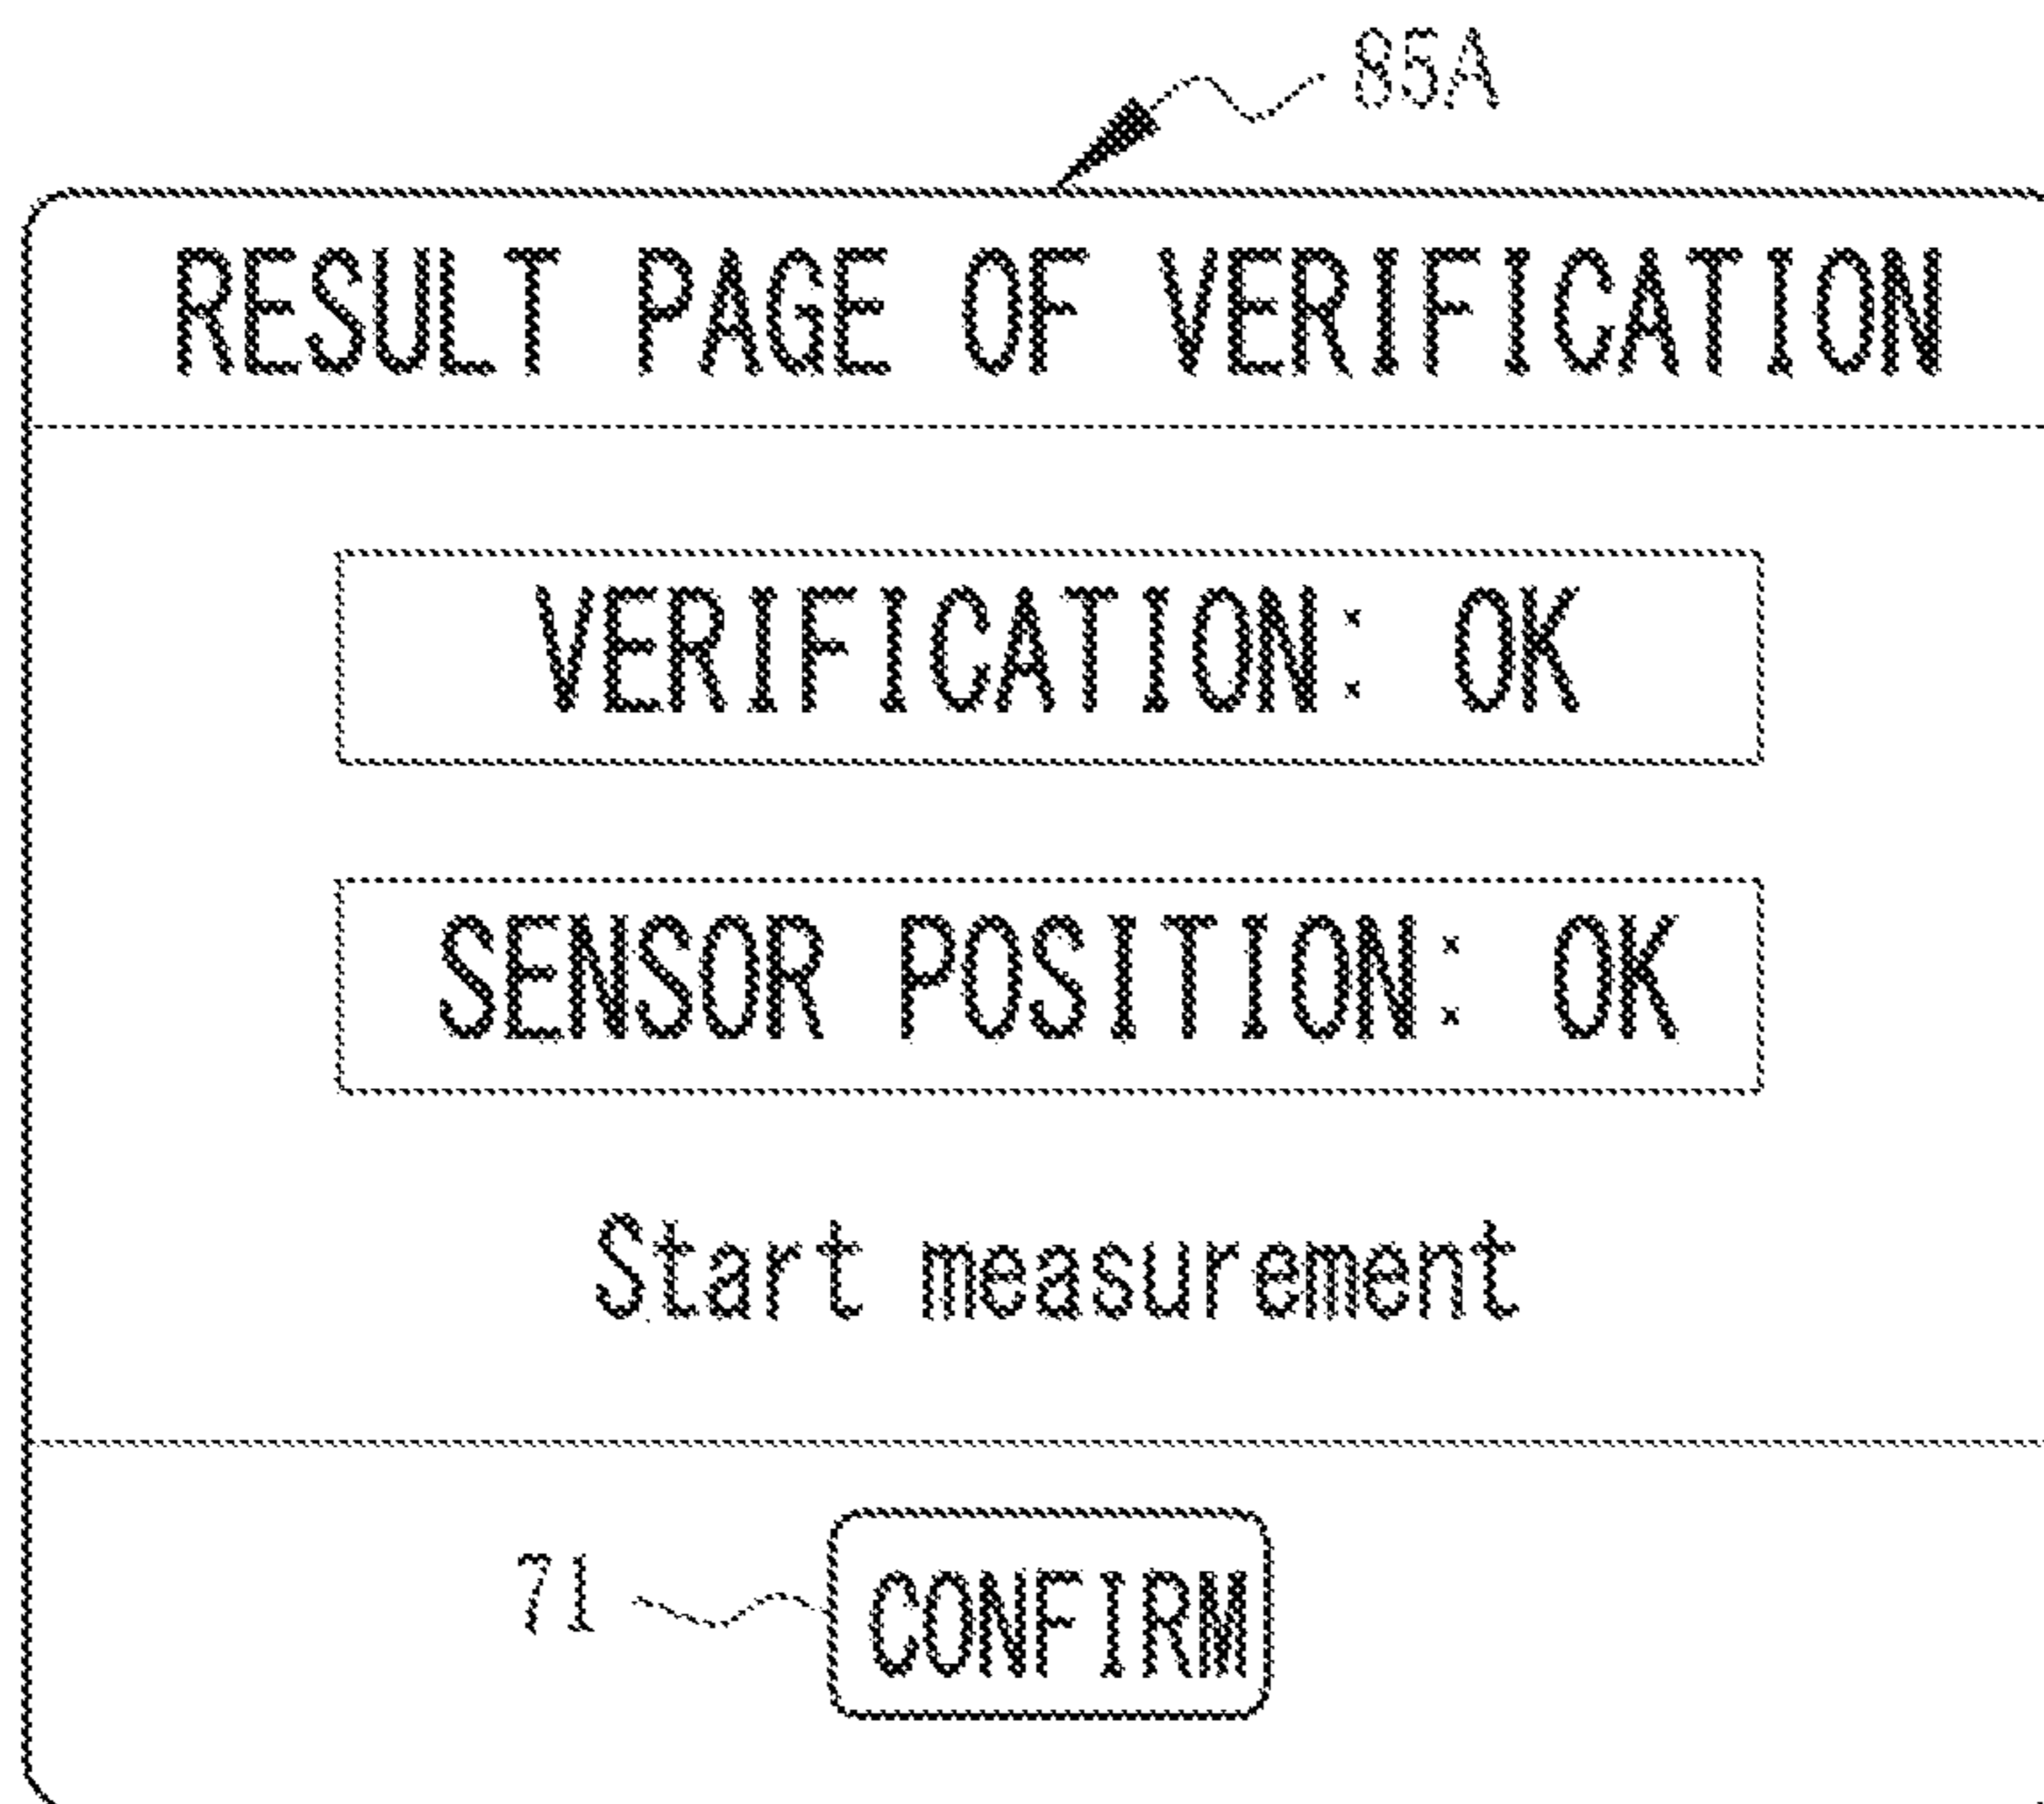 85A
RESULT PAGE OF VERIFICATION
VERIFICATION: OK
SENSOR POSITION: OK
Start measurement
71
CONFIRM